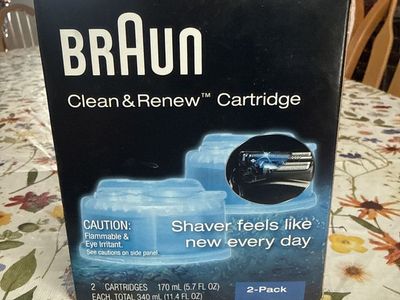 BRAUN
Clean & Renew™ Cartridge
CAUTION:
Flammable &
Eye Irritant.
See cautions on side panel.
Shaver feels like
new every day
2 CARTRIDGES 170 mL (5.7 FL OZ)
EACH, TOTAL 340 mL (11.4 FL OZ)
2-Pack